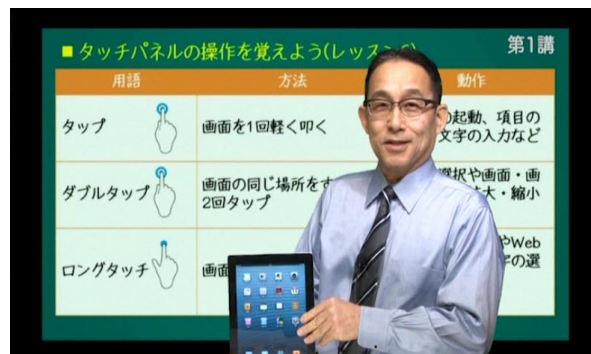 第1講
■ タッチパネルの操作を覚えよう(レッスン
用語 方法 動作
タップ
画面を1回軽く叩く
の起動、項目の
文字の入力など
ダブルタップ
画面の同じ場所をす
2回タップ
選択や画面・画
大・縮小
ロングタッチ
画面
やWeb
字の選